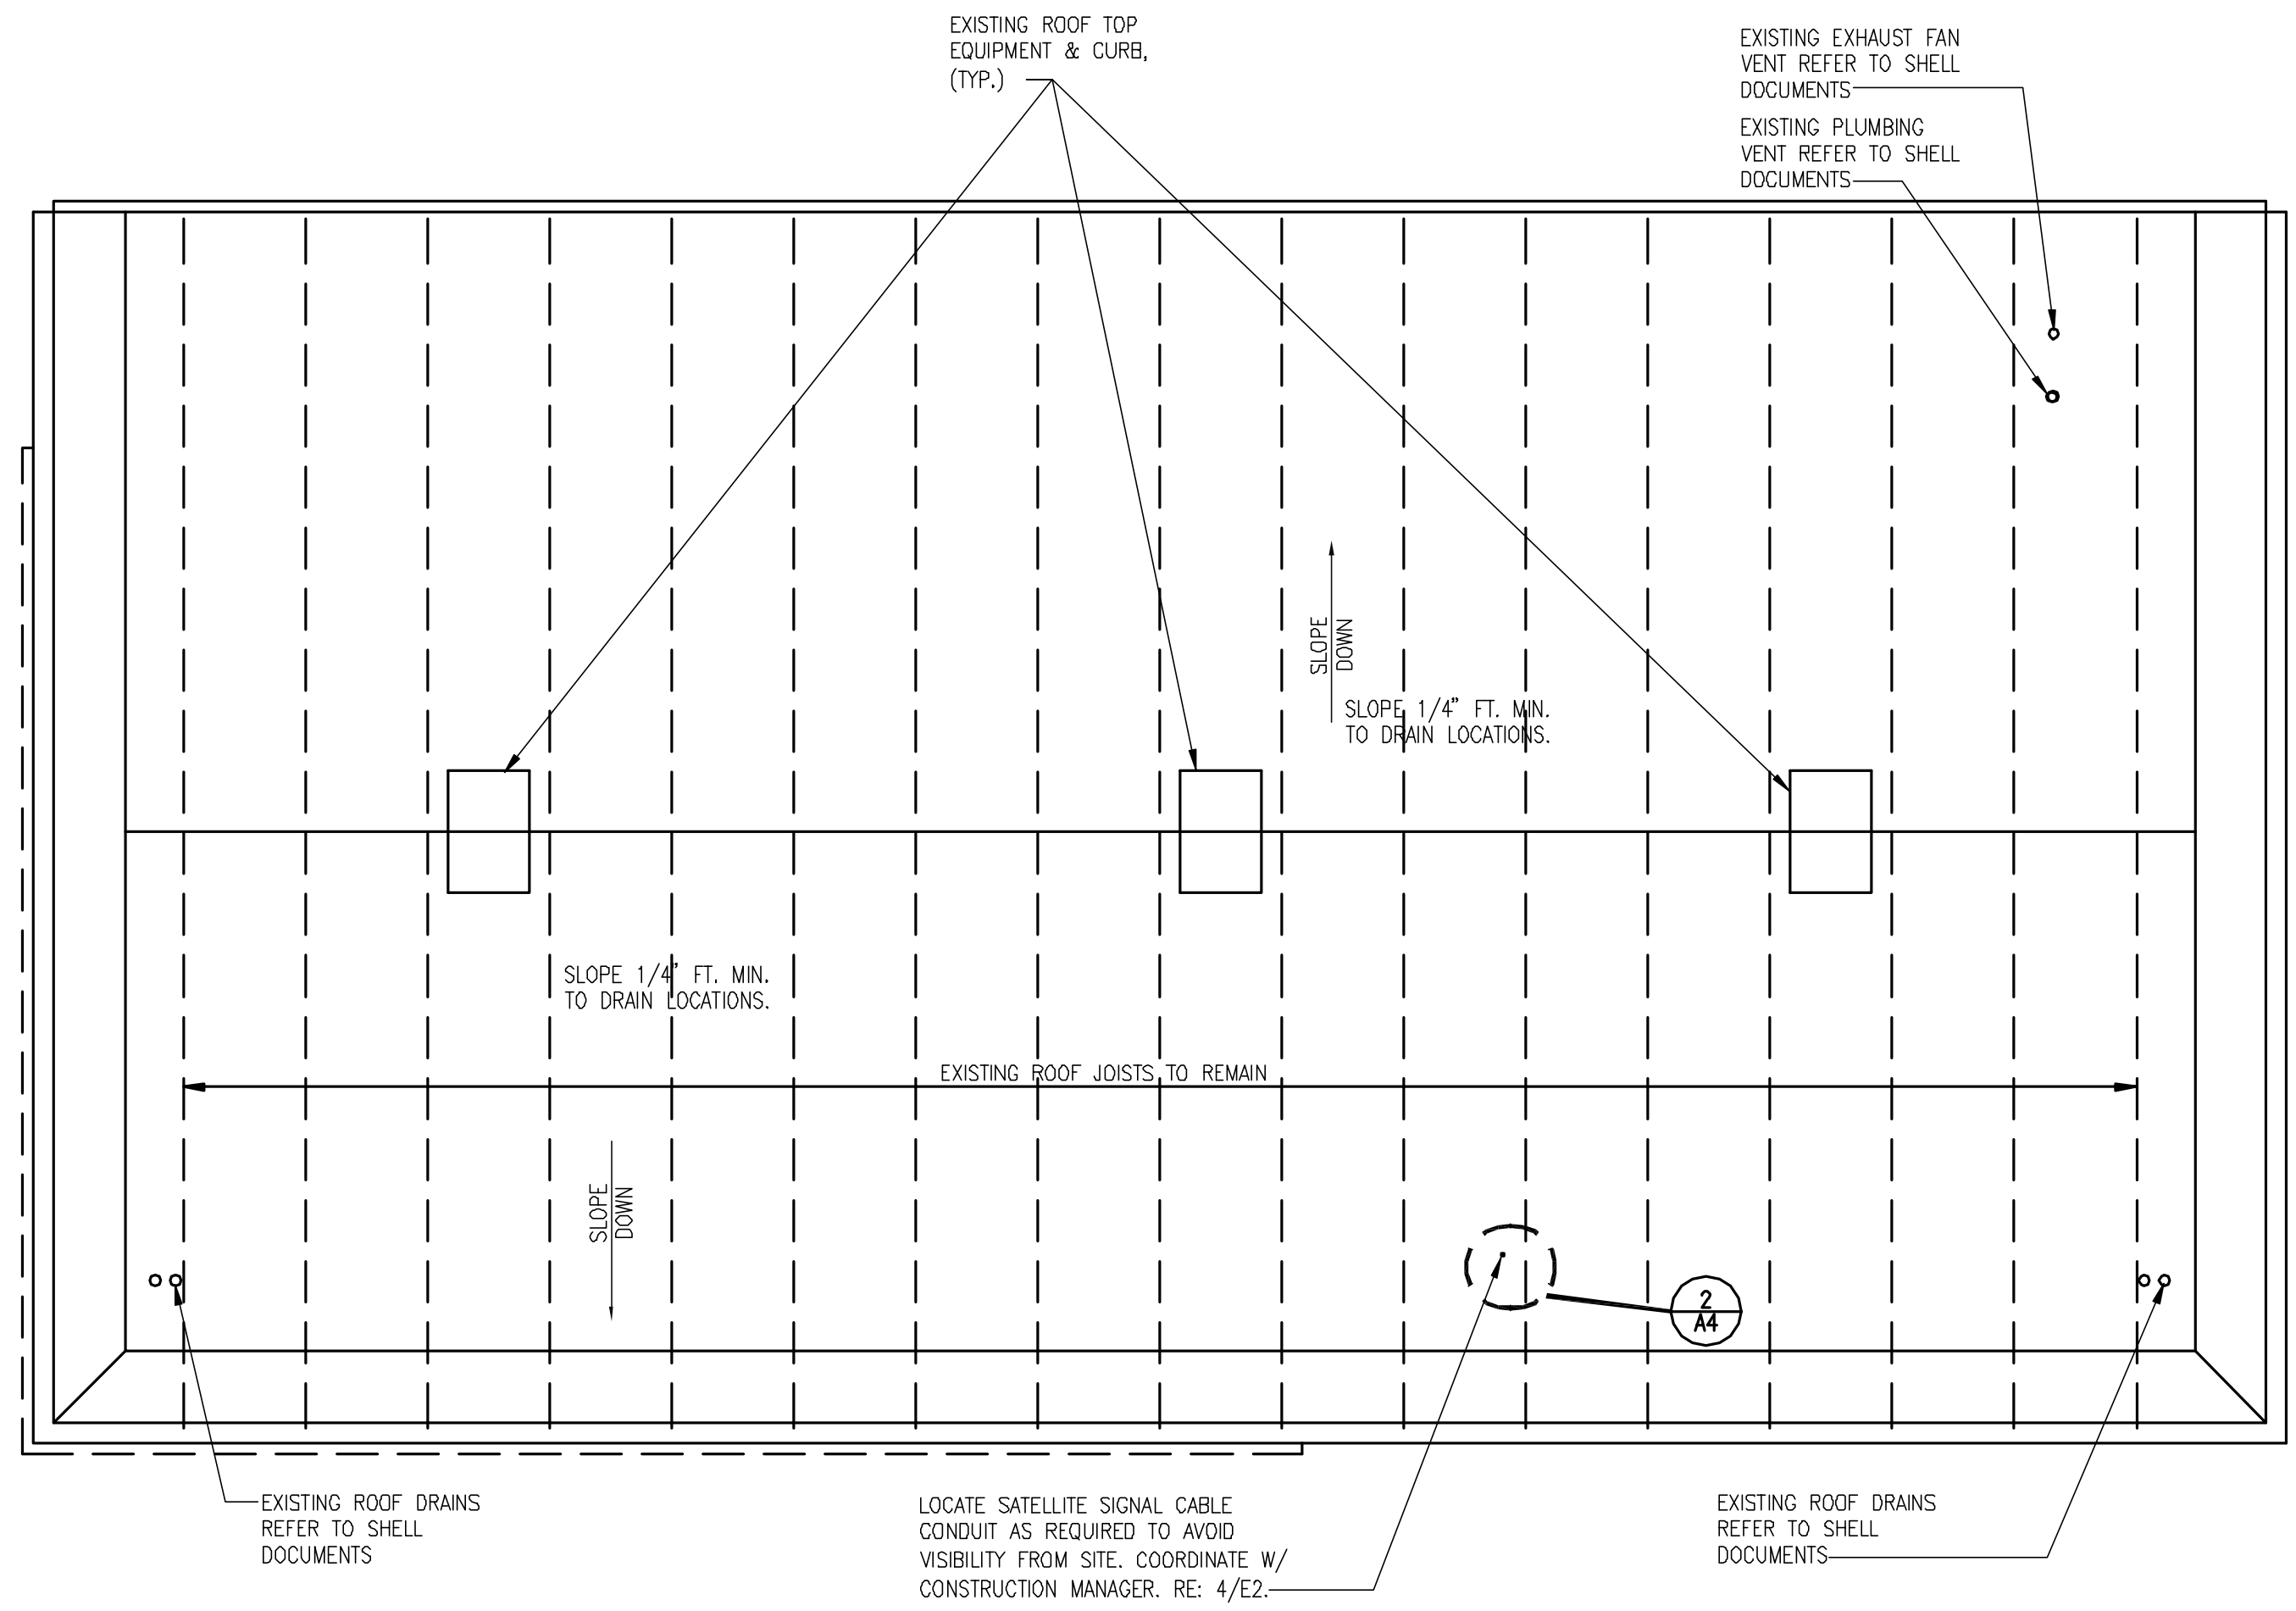 EXISTING ROOF TOP
EQUIPMENT & CURB,
(TYP.)
EXISTING EXHAUST FAN
VENT REFER TO SHELL
DOCUMENTS
EXISTING PLUMBING
VENT REFER TO SHELL
DOCUMENTS
SLOPE
DOWN
SLOPE 1/4" FT. MIN.
TO DRAIN LOCATIONS.
SLOPE 1/4" FT. MIN.
TO DRAIN LOCATIONS.
EXISTING ROOF JOISTS TO REMAIN
SLOPE
DOWN
2
A4
EXISTING ROOF DRAINS
REFER TO SHELL
DOCUMENTS
LOCATE SATELLITE SIGNAL CABLE
CONDUIT AS REQUIRED TO AVOID
VISIBILITY FROM SITE. COORDINATE W/
CONSTRUCTION MANAGER. RE: 4/E2.
EXISTING ROOF DRAINS
REFER TO SHELL
DOCUMENTS